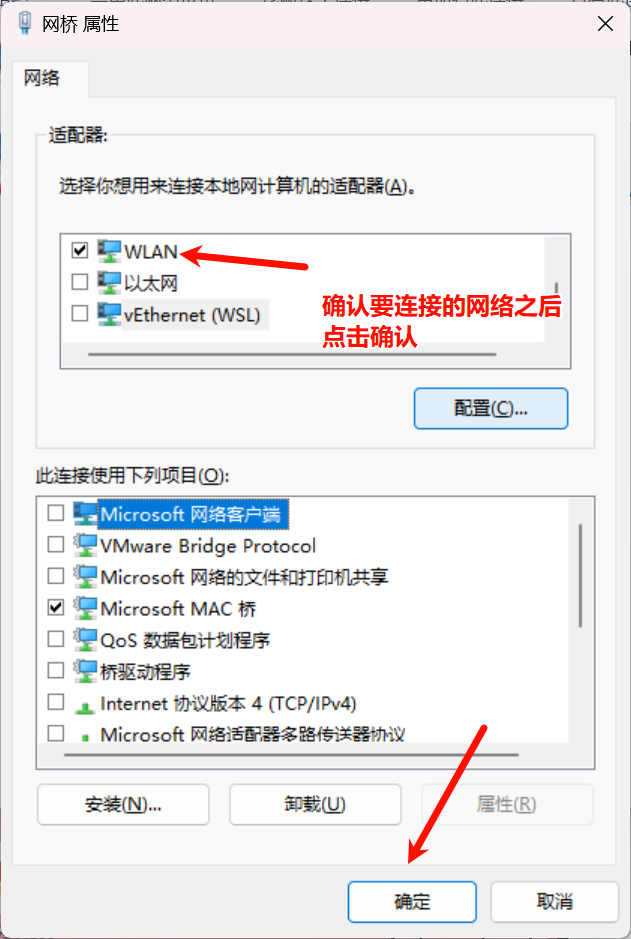 网桥 属性
网络
适配器:
选择你想用来连接本地网计算机的适配器(A)。
WLAN
以太网
vEthernet (WSL)
确认要连接的网络之后
点击确认
配置(C)...
此连接使用下列项目(O):
Microsoft 网络客户端
VMware Bridge Protocol
Microsoft 网络的文件和打印机共享
Microsoft MAC 桥
QoS 数据包计划程序
桥驱动程序
Internet 协议版本 4 (TCP/IPv4)
Microsoft 网络适配器多路传送器协议
安装(N)...
卸载(U)
属性(R)
确定
取消